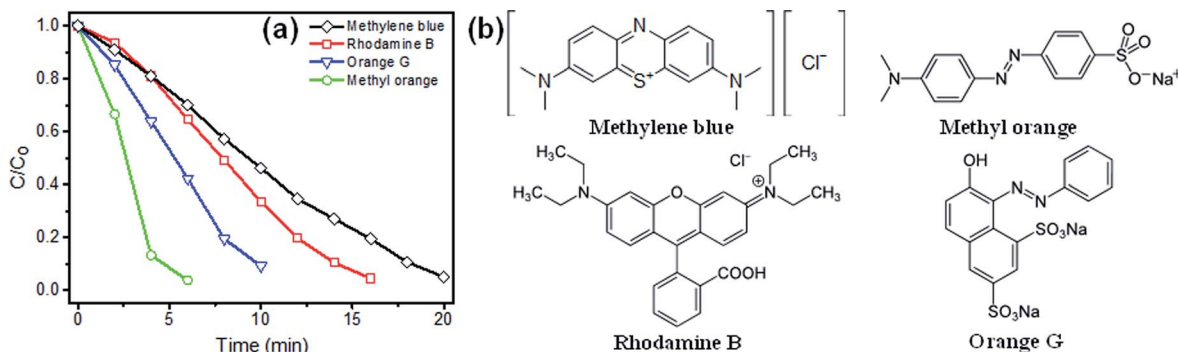 (a)
Methylene blue
Rhodamine B
Orange G
Methyl orange
C/C₀
1.0
0.8
0.6
0.4
0.2
0.0
0 5 10 15 20
Time (min)
(b)
N
N S⁺ N
Cl⁻
Methylene blue
N N N S O O O⁻Na⁺
Methyl orange
H₃C Cl⁻ CH₃
H₃C N O ⊕ N CH₃
COOH
Rhodamine B
OH N N
SO₃Na
SO₃Na
Orange G